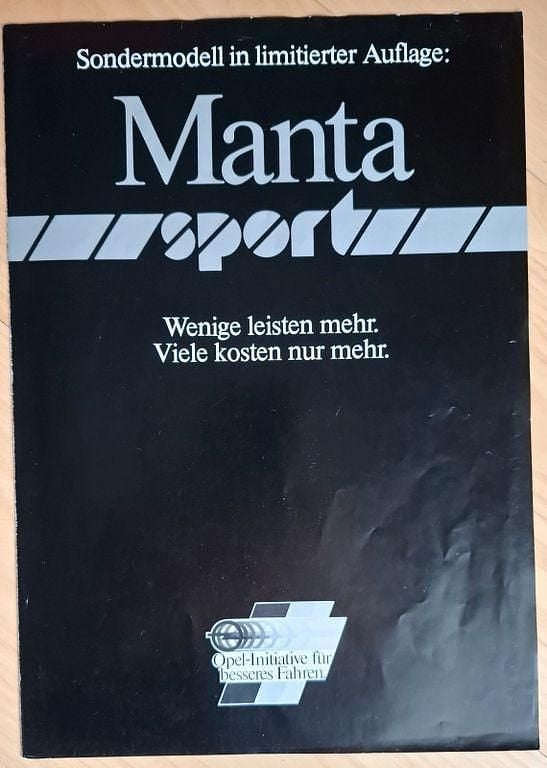 Sondermodell in limitierter Auflage:
Manta
sport
Wenige leisten mehr.
Viele kosten nur mehr.
Opel-Initiative für
besseres Fahren.